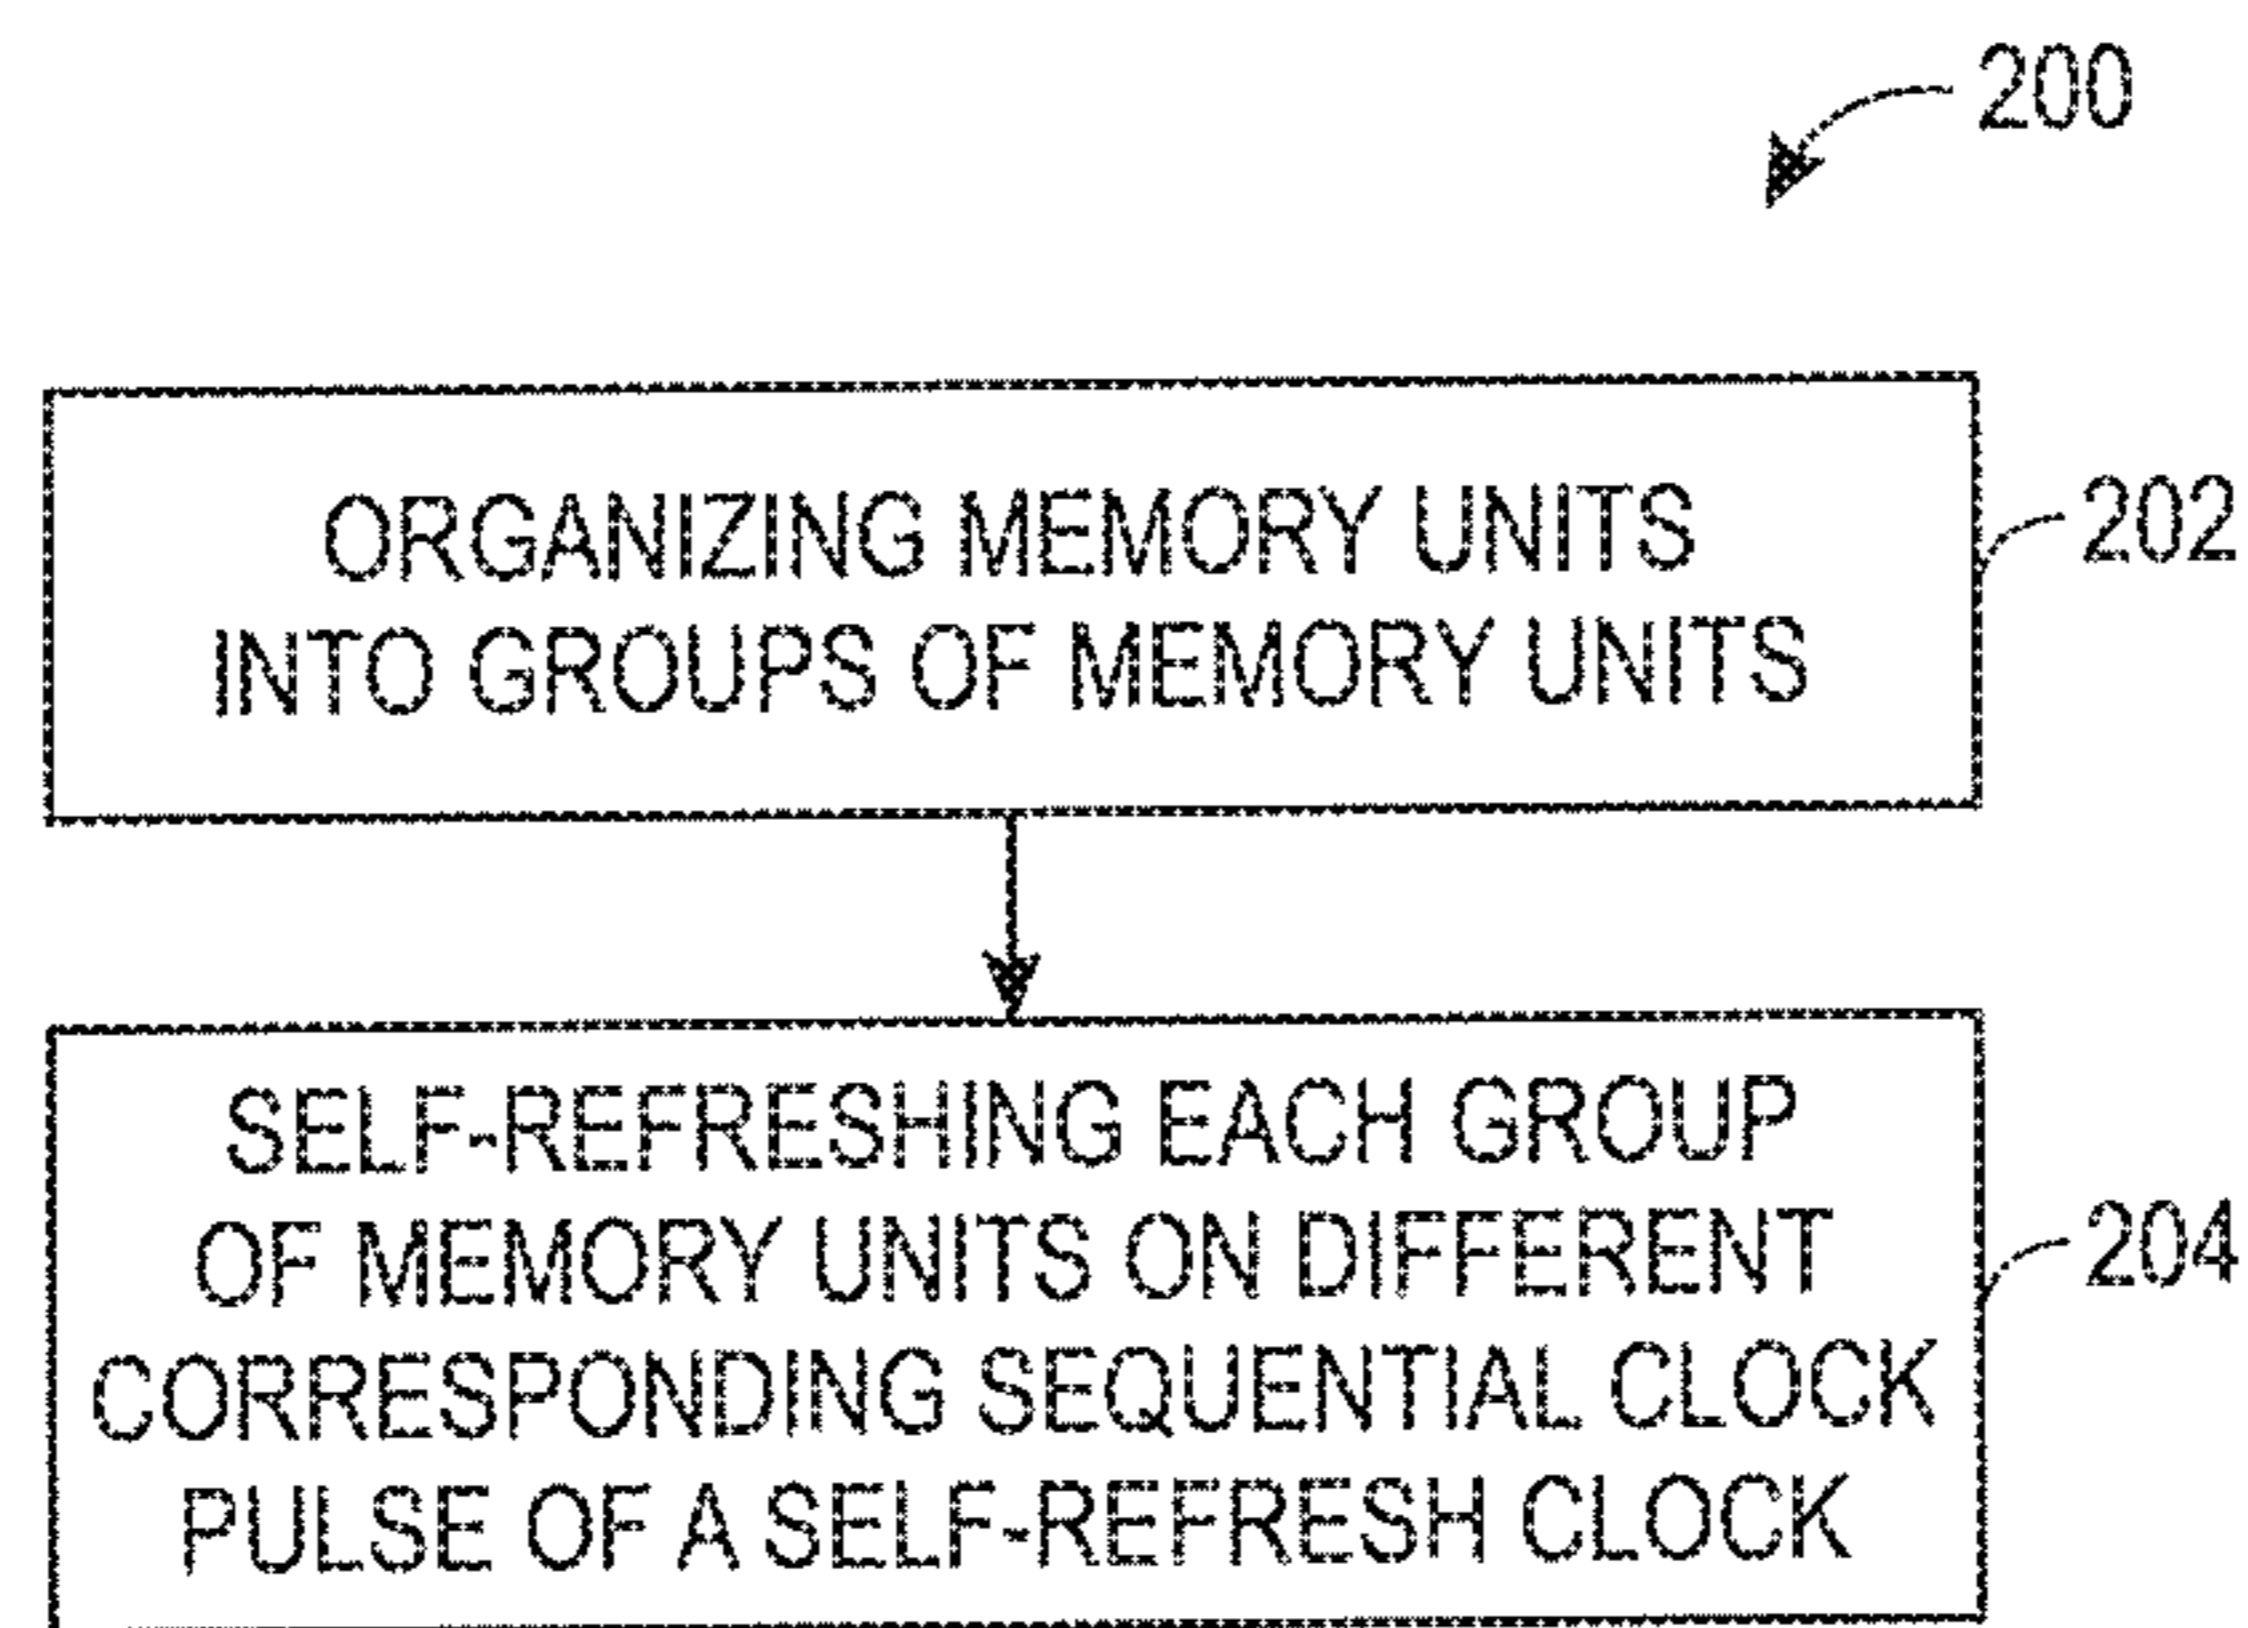 200
ORGANIZING MEMORY UNITS
INTO GROUPS OF MEMORY UNITS
202
SELF-REFRESHING EACH GROUP
OF MEMORY UNITS ON DIFFERENT
CORRESPONDING SEQUENTIAL CLOCK
PULSE OF A SELF-REFRESH CLOCK
204